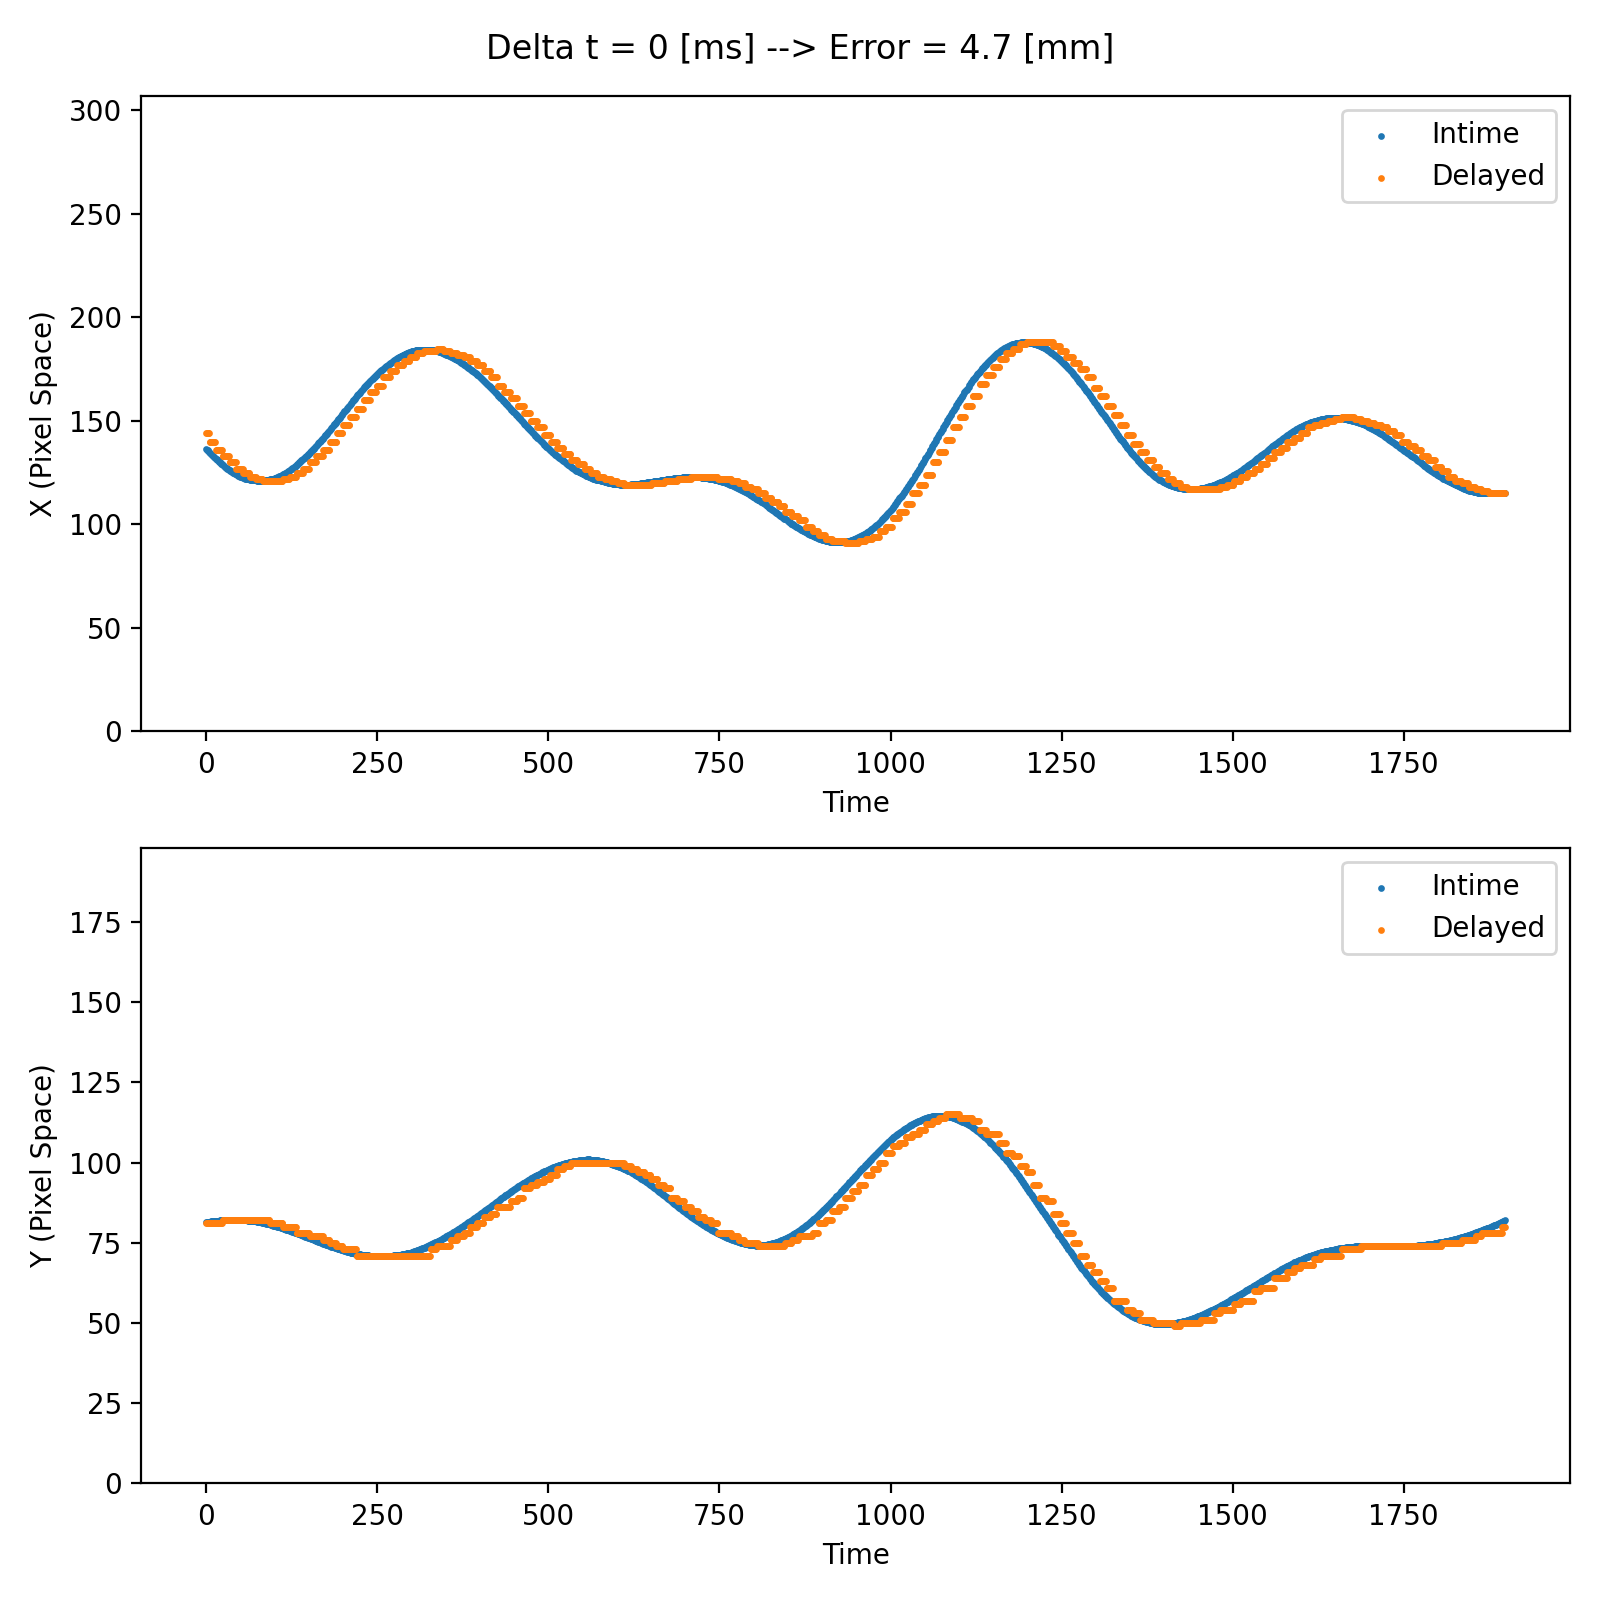 Delta t = 0 [ms] --> Error = 4.7 [mm]
300
250
200
150
100
50
0
X (Pixel Space)
Intime
Delayed
0 250 500 750 1000 1250 1500 1750
Time
175
150
125
100
75
50
25
0
Y (Pixel Space)
Intime
Delayed
0 250 500 750 1000 1250 1500 1750
Time